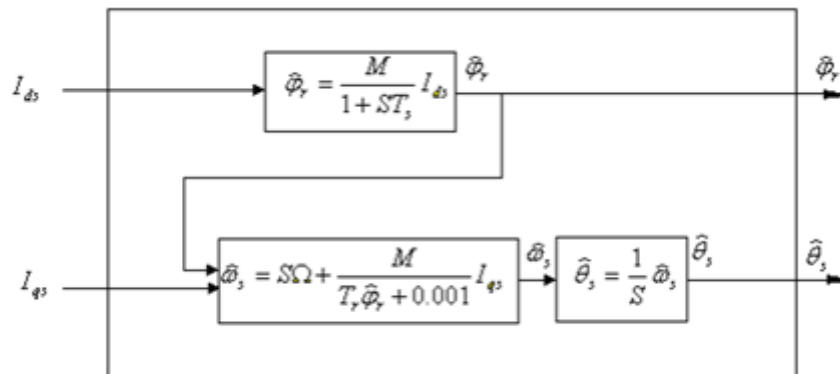 I_ds
φ̂_r = M / (1 + ST_s) I_ds
φ̂_r
φ̂_r
I_qs
ω̂_s = SΩ + M / (T_r φ̂_r + 0.001) I_qs
ω̂_s
θ̂_s = 1 / S ω̂_s
θ̂_s
θ̂_s